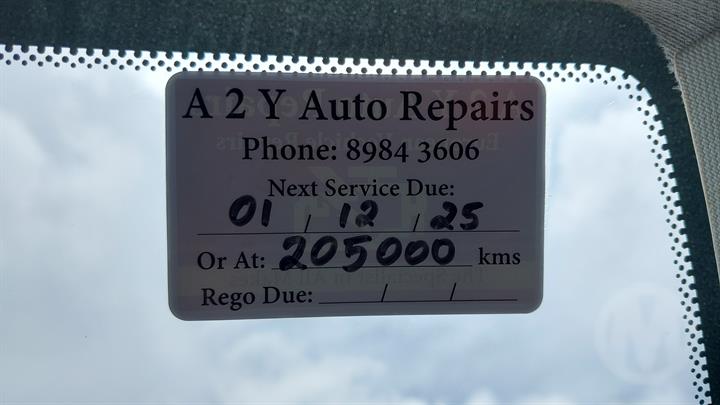 A 2 Y Auto Repairs
Phone: 8984 3606
Next Service Due:
01 / 12 / 25
Or At: 205000 kms
Rego Due: / /